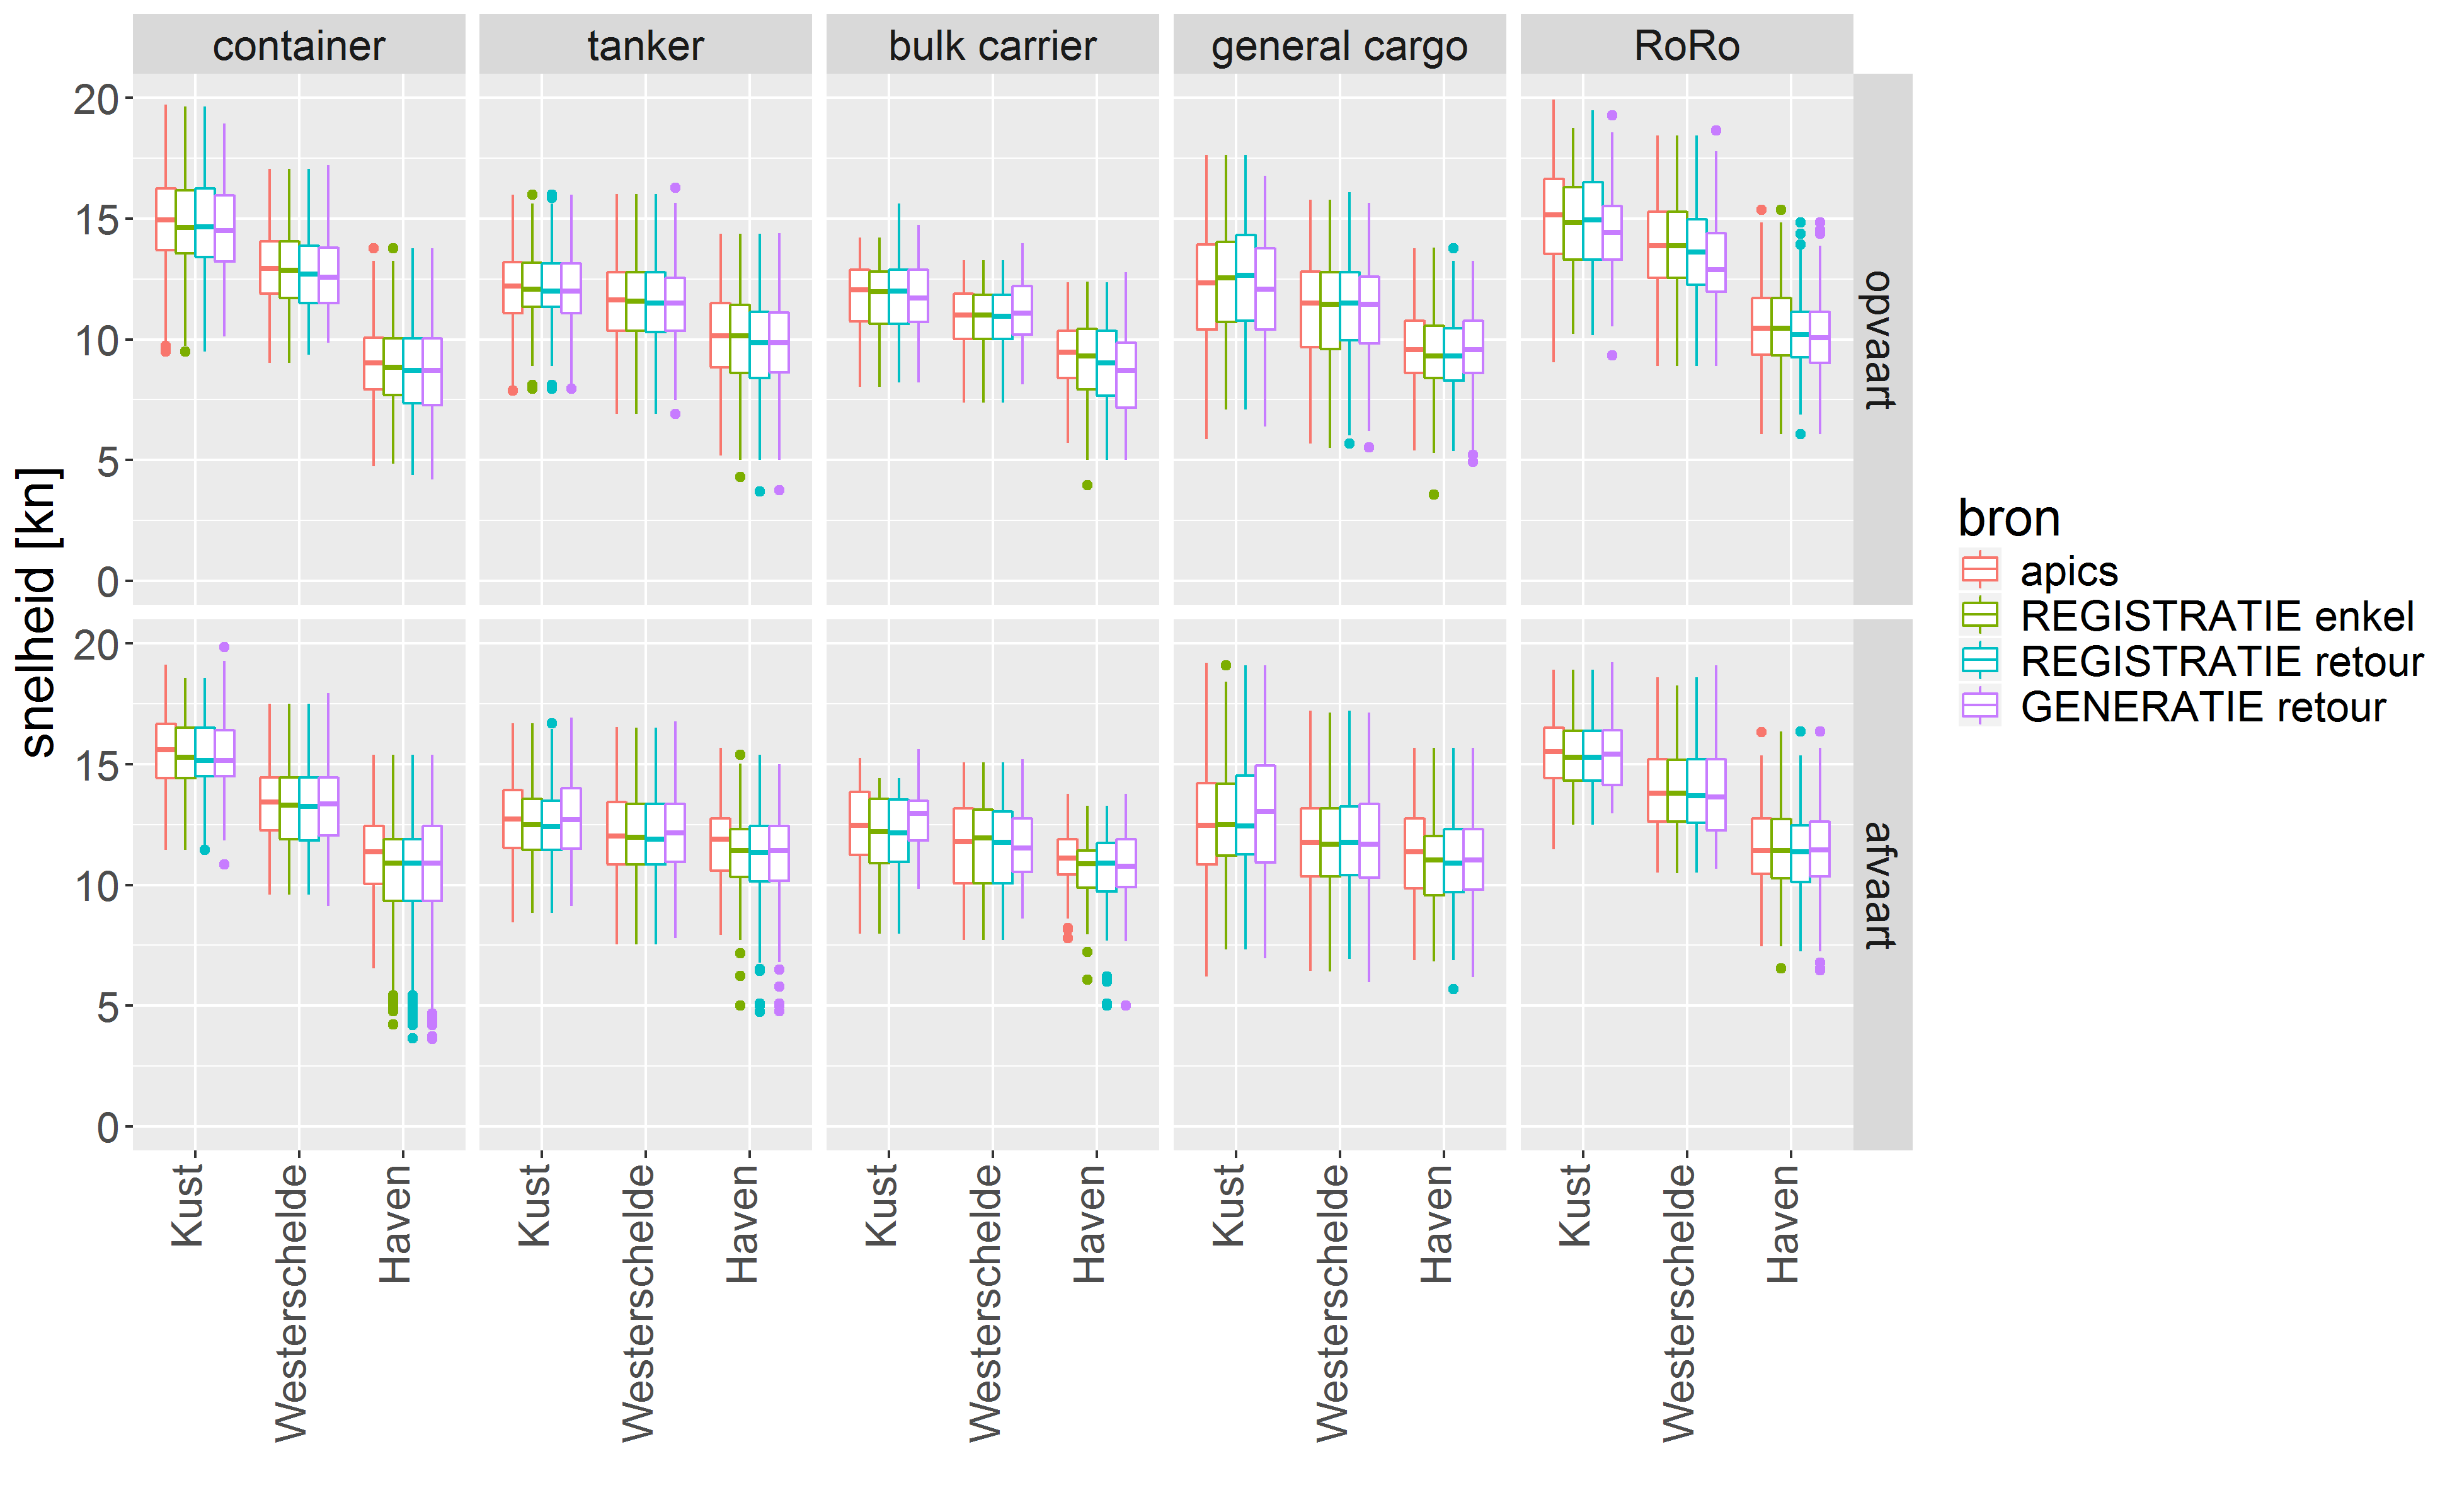 container tanker bulk carrier general cargo RoRo
snelheid [kn]
20
15
10
5
0
opvaart
20
15
10
5
0
afvaart
Kust Westerschelde Haven Kust Westerschelde Haven Kust Westerschelde Haven Kust Westerschelde Haven Kust Westerschelde Haven
bron
apics
REGISTRATIE enkel
REGISTRATIE retour
GENERATIE retour